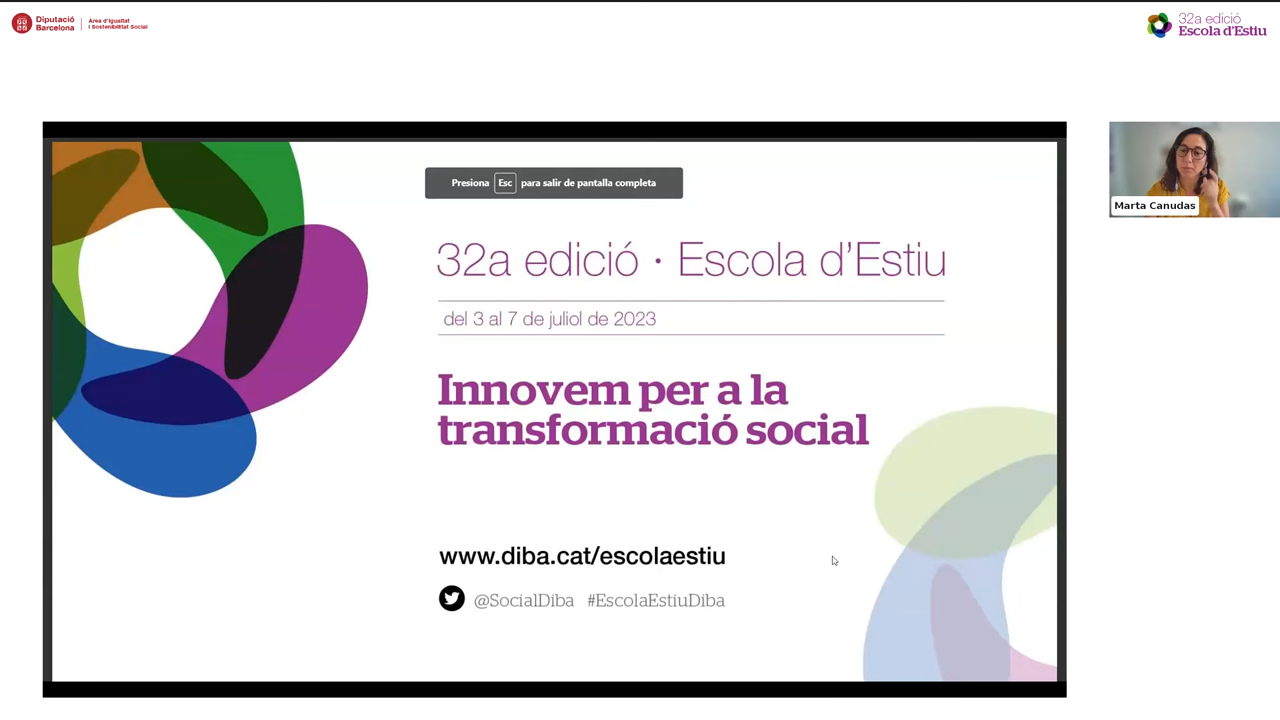 Diputació
Barcelona
Àrea d'Igualtat
i Sostenibilitat Social
32a edició
Escola d'Estiu
Presiona Esc para salir de pantalla completa
32a edició · Escola d'Estiu
del 3 al 7 de juliol de 2023
Innovem per a la
transformació social
www.diba.cat/escolaestiu
@SocialDiba #EscolaEstiuDiba
Marta Canudas